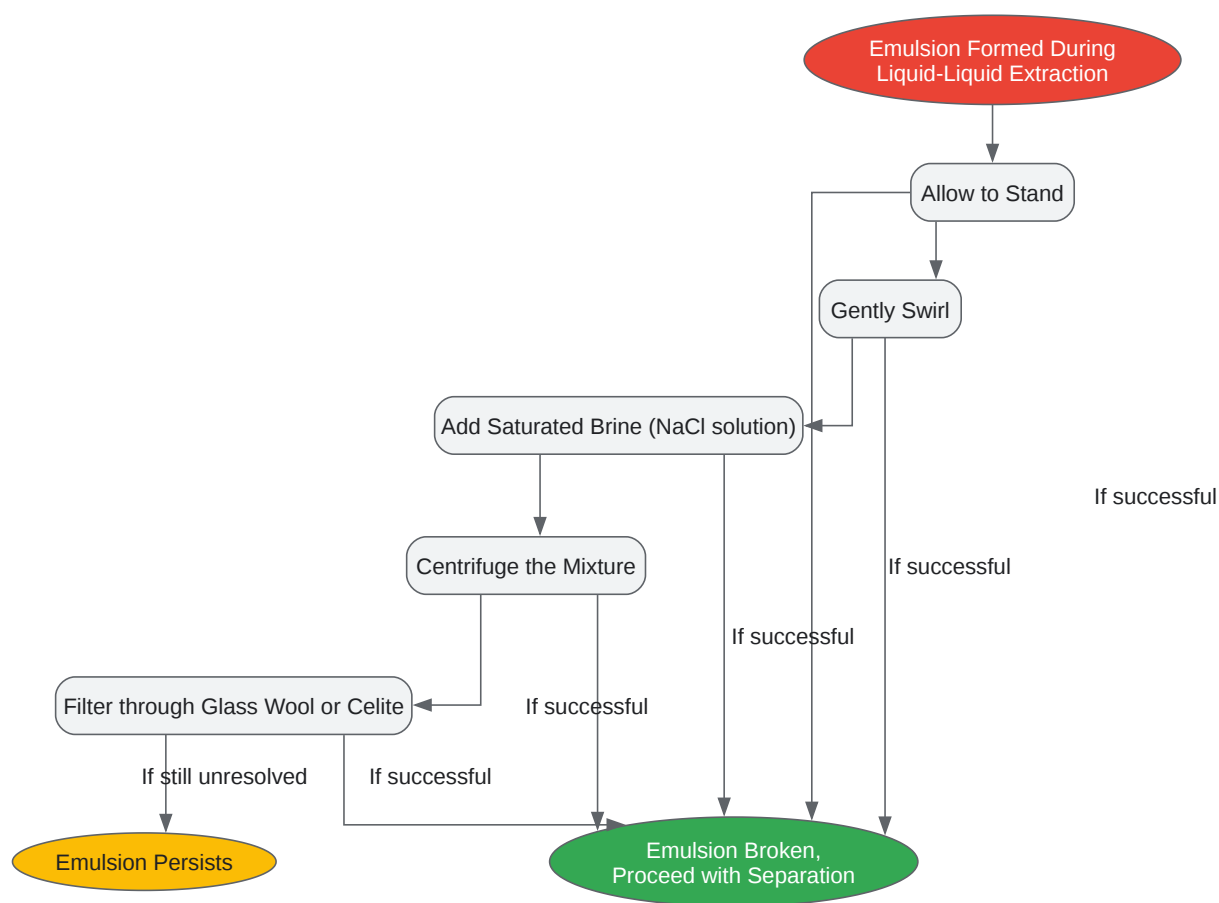 Emulsion Formed During
Liquid-Liquid Extraction
Allow to Stand
Gently Swirl
Add Saturated Brine (NaCl solution)
If successful
Centrifuge the Mixture
If successful
If successful
Filter through Glass Wool or Celite
If successful
If still unresolved
If successful
Emulsion Persists
Emulsion Broken,
Proceed with Separation